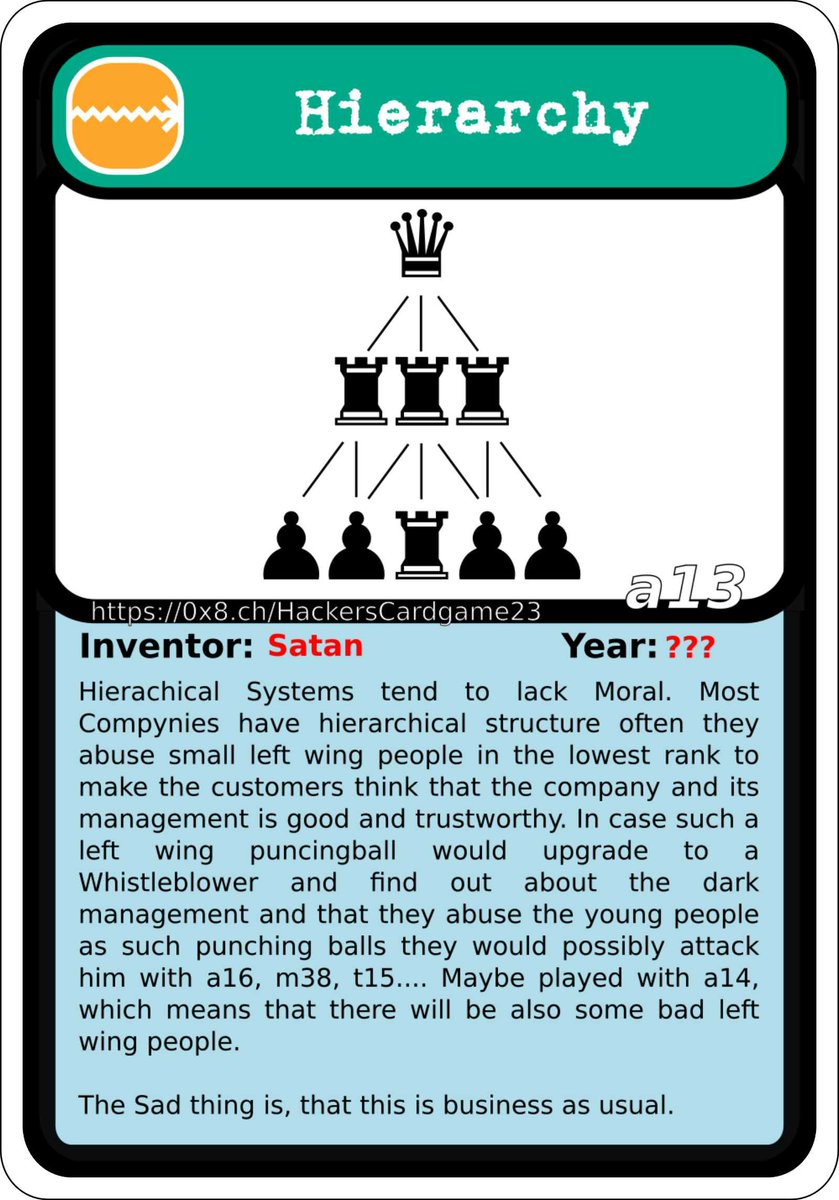 Hierarchy
a13
https://0x8.ch/HackersCardgame23
Inventor: Satan Year: ???
Hierachical Systems tend to lack Moral. Most
Compynies have hierarchical structure often they
abuse small left wing people in the lowest rank to
make the customers think that the company and its
management is good and trustworthy. In case such a
left wing puncingball would upgrade to a
Whistleblower and find out about the dark
management and that they abuse the young people
as such punching balls they would possibly attack
him with a16, m38, t15.... Maybe played with a14,
which means that there will be also some bad left
wing people.
The Sad thing is, that this is business as usual.